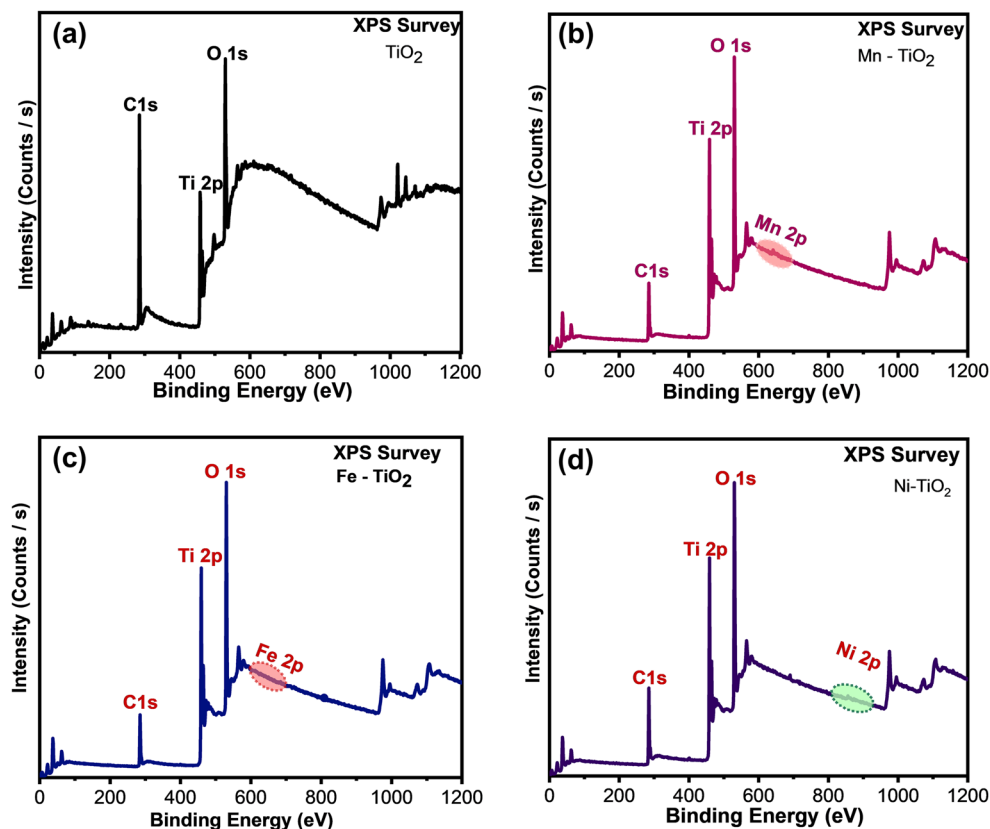 (a)
XPS Survey
TiO2
O 1s
C1s
Ti 2p
Intensity (Counts / s)
0 200 400 600 800 1000 1200
Binding Energy (eV)
(b)
XPS Survey
Mn - TiO2
O 1s
Ti 2p
Mn 2p
C1s
Intensity (Counts / s)
0 200 400 600 800 1000 1200
Binding Energy (eV)
(c)
XPS Survey
Fe - TiO2
O 1s
Ti 2p
Fe 2p
C1s
Intensity (Counts / s)
0 200 400 600 800 1000 1200
Binding Energy (eV)
(d)
XPS Survey
Ni-TiO2
O 1s
Ti 2p
Ni 2p
C1s
Intensity (Counts / s)
0 200 400 600 800 1000 1200
Binding Energy (eV)